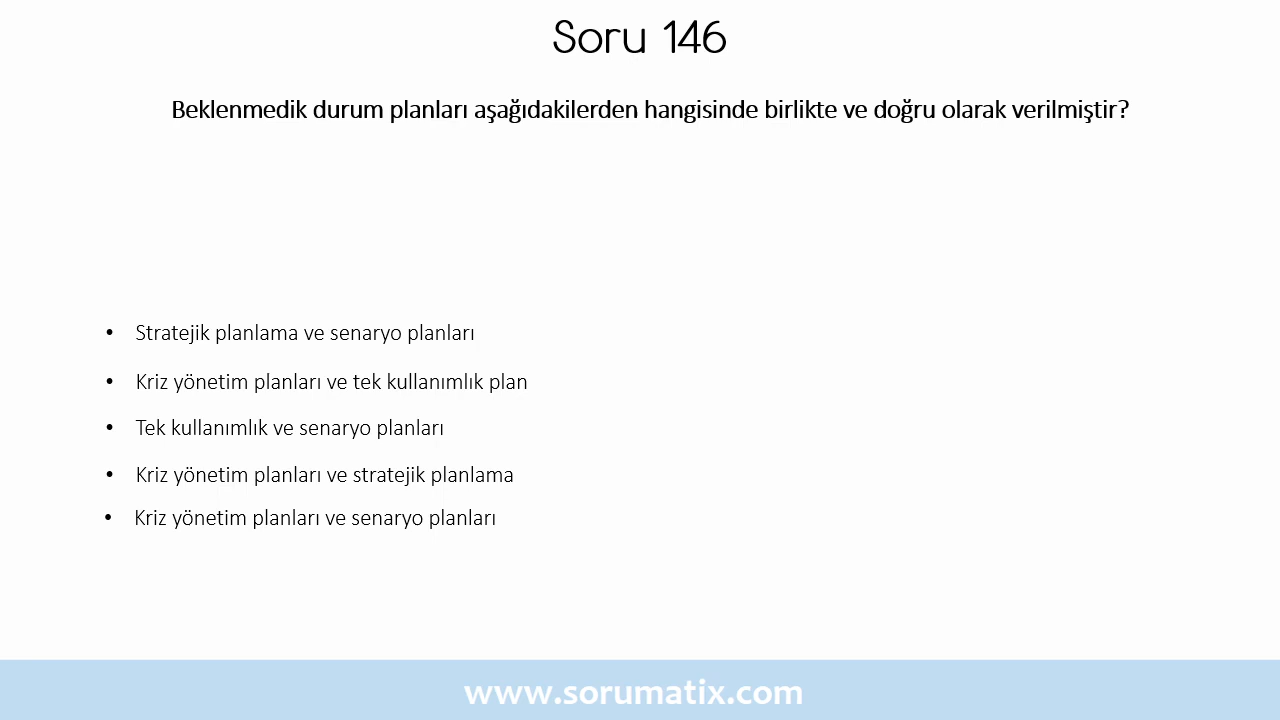 Soru 146
Beklenmedik durum planları aşağıdakilerden hangisinde birlikte ve doğru olarak verilmiştir?
• Stratejik planlama ve senaryo planları
• Kriz yönetim planları ve tek kullanımlık plan
• Tek kullanımlık ve senaryo planları
• Kriz yönetim planları ve stratejik planlama
• Kriz yönetim planları ve senaryo planları
www.sorumatix.com